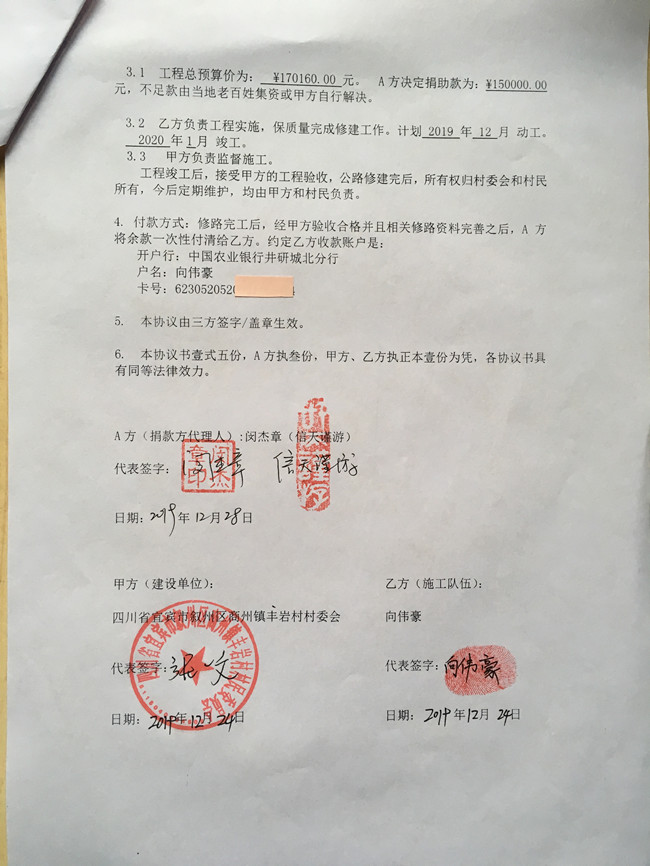 3.1 工程总预算价为: ¥170160.00 元。 A方决定捐助款为:¥150000.00
元,不足款由当地老百姓集资或甲方自行解决。
3.2 乙方负责工程实施,保质量完成修建工作。计划 2019 年 12 月 动工。
2020 年 1 月 竣工。
3.3 甲方负责监督施工。
工程竣工后,接受甲方的工程验收,公路修建完后,所有权归村委会和村民
所有,今后定期维护,均由甲方和村民负责。
4. 付款方式: 修路完工后,经甲方验收合格并且相关修路资料完善之后,A 方
将余款一次性付清给乙方。约定乙方收款账户是:
开户行:中国农业银行井研城北分行
户名:向伟豪
卡号:623052052
5. 本协议由三方签字/盖章生效。
6. 本协议书壹式五份,A方执叁份,甲方、乙方执正本壹份为凭,各协议书具
有同等法律效力。
A方(捐款方代理人):闵杰章(倍天谨游)
代表签字: 闵杰章 倍天谨游
闵杰章印
日期:2019年12月28日
甲方(建设单位): 乙方(施工队伍):
四川省宜宾市叙州区商州镇丰岩村村委会 向伟豪
代表签字: 张文 代表签字:向伟豪
日期:2019年12月24日 日期: 2019年12月24日